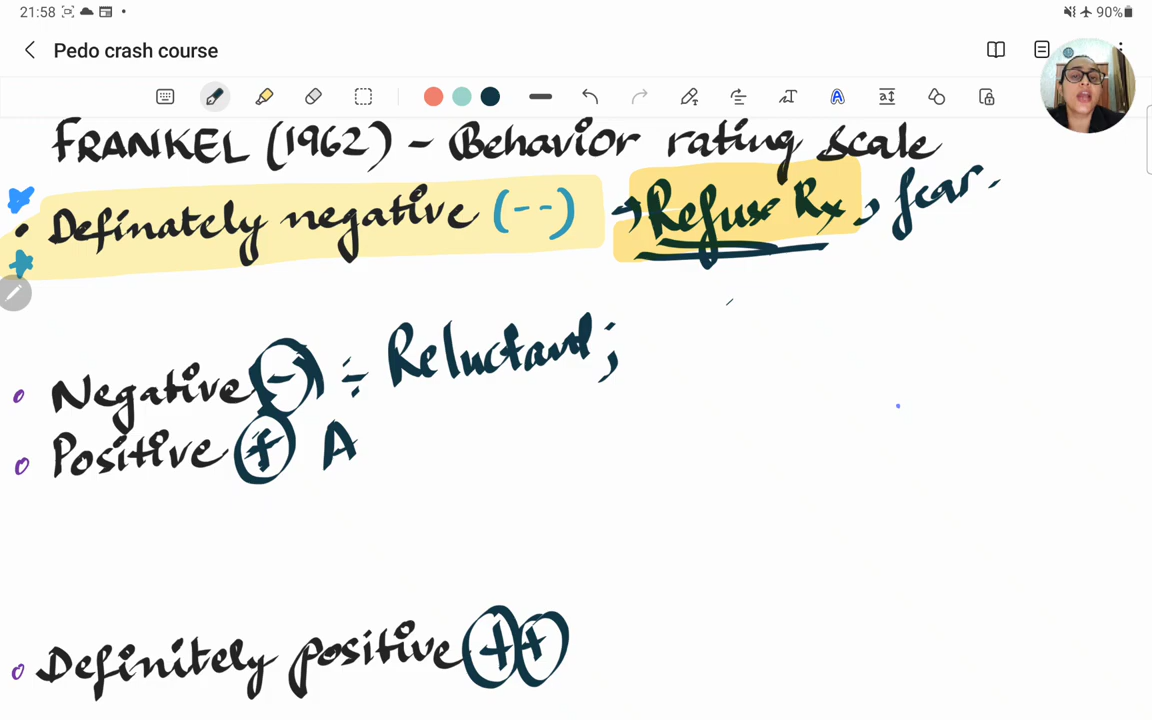 21:58 90%
Pedo crash course
FRANKEL (1962) - Behavior rating scale
• Definately negative (--) → Refuse Rx, fear.
• Negative (-) ÷ Reluctand;
• Positive + A
• Definitely positive ++